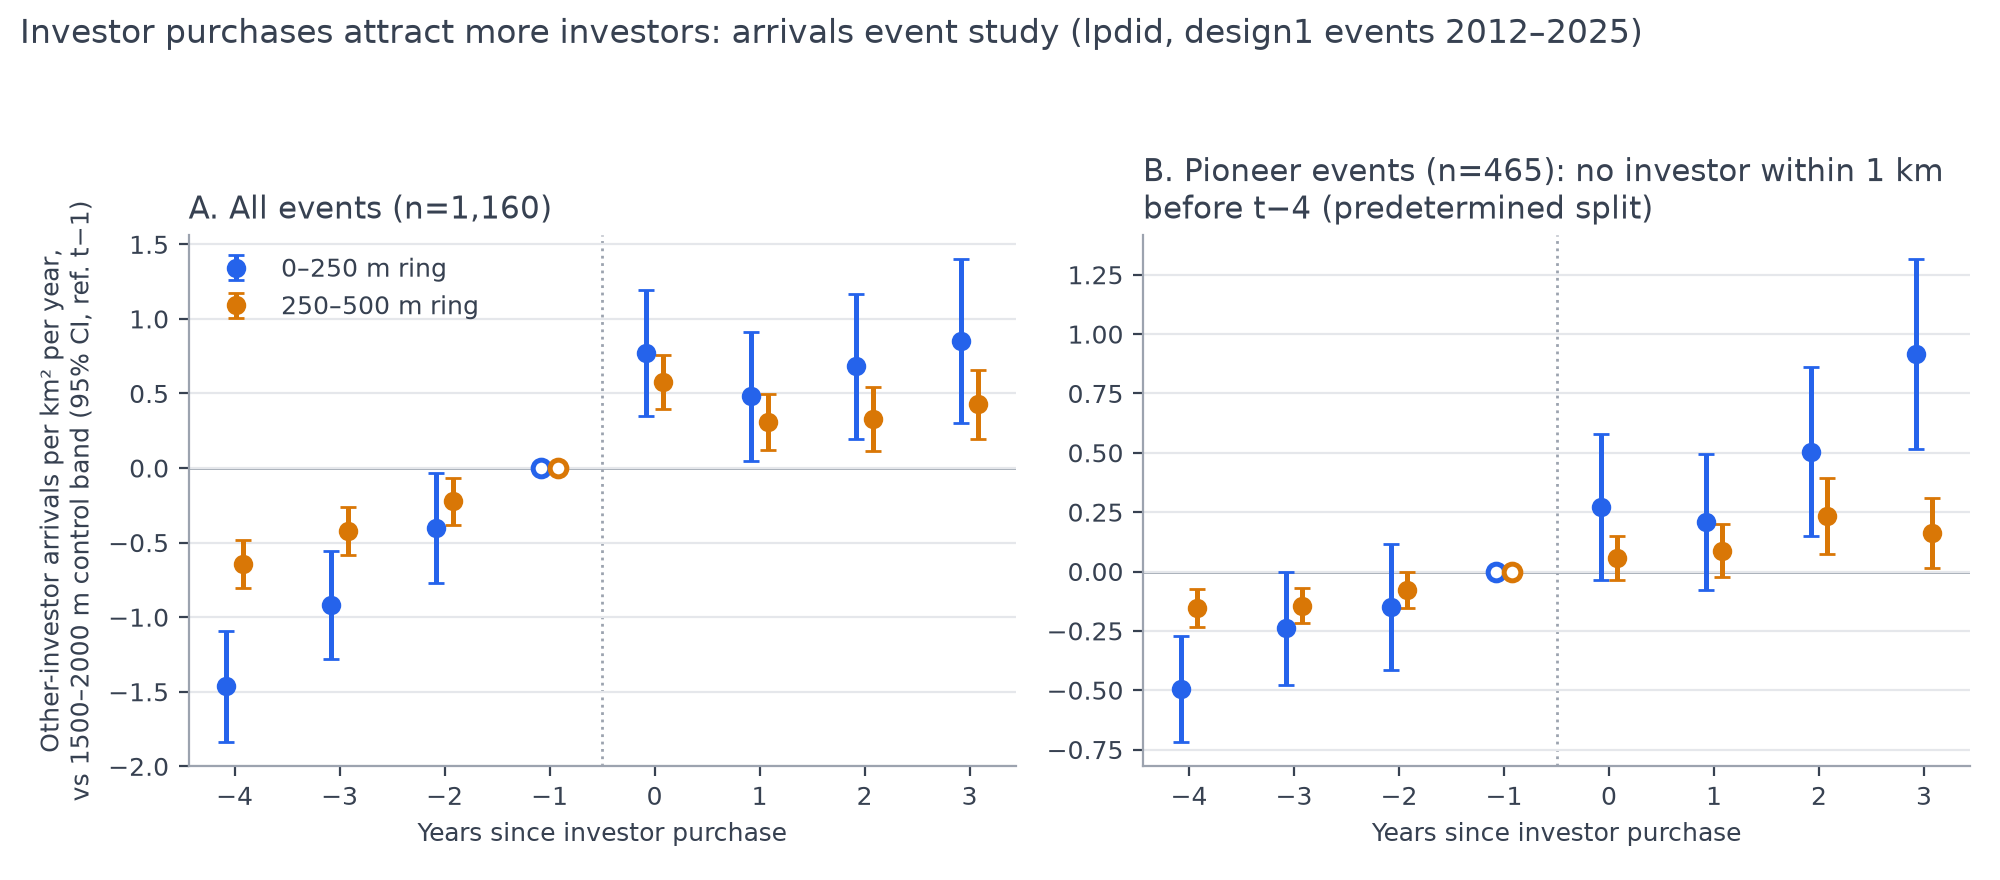 Investor purchases attract more investors: arrivals event study (lpdid, design1 events 2012–2025)
A. All events (n=1,160)
Other-investor arrivals per km² per year,
vs 1500–2000 m control band (95% CI, ref. t−1)
1.5
1.0
0.5
0.0
−0.5
−1.0
−1.5
−2.0
0–250 m ring
250–500 m ring
−4 −3 −2 −1 0 1 2 3
Years since investor purchase
B. Pioneer events (n=465): no investor within 1 km
before t−4 (predetermined split)
1.25
1.00
0.75
0.50
0.25
0.00
−0.25
−0.50
−0.75
−4 −3 −2 −1 0 1 2 3
Years since investor purchase